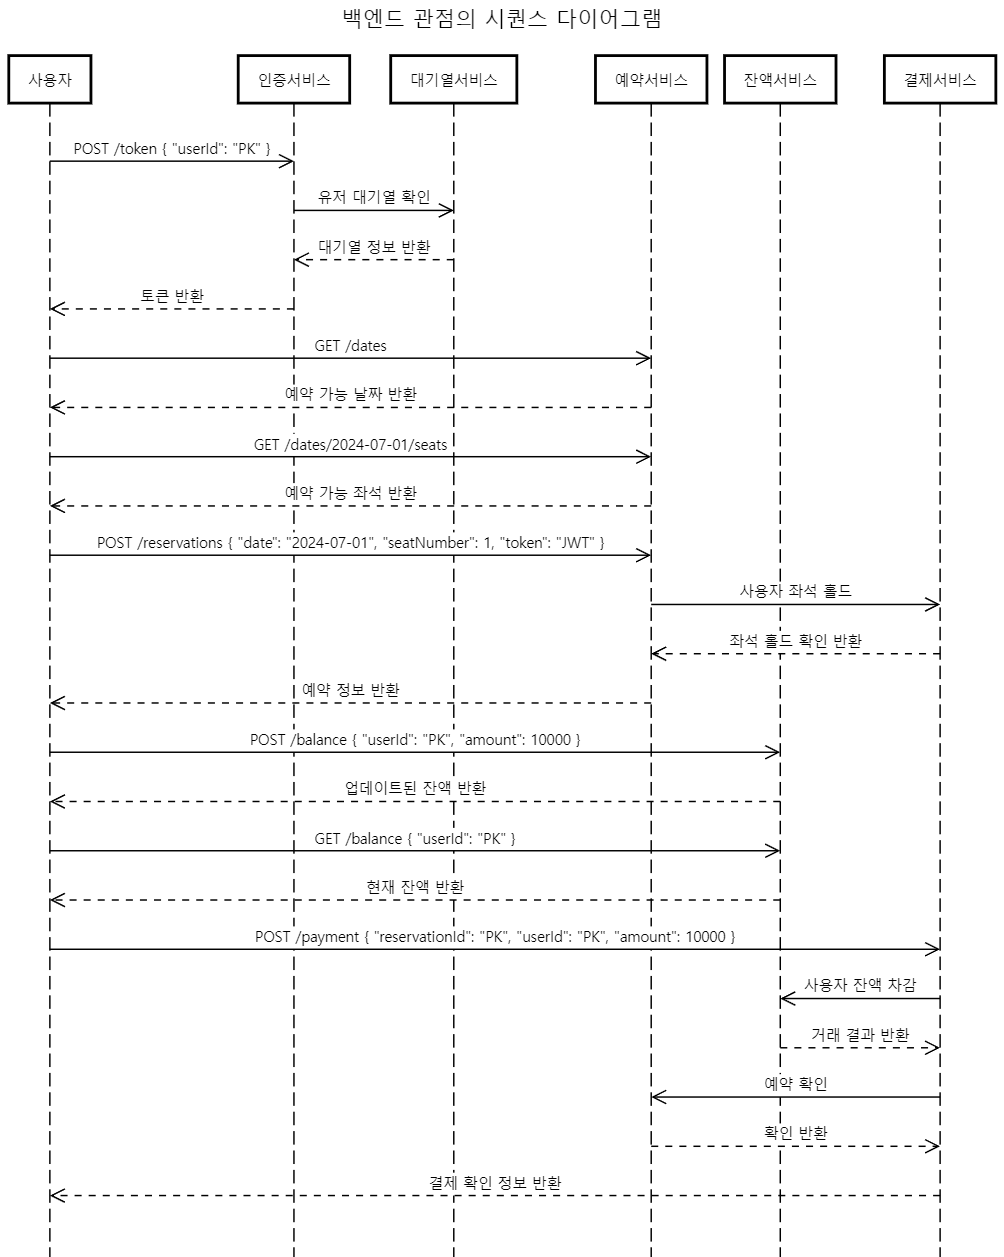 백엔드 관점의 시퀀스 다이어그램
사용자
인증서비스
대기열서비스
예약서비스
잔액서비스
결제서비스
POST /token { "userId": "PK" }
유저 대기열 확인
대기열 정보 반환
토큰 반환
GET /dates
예약 가능 날짜 반환
GET /dates/2024-07-01/seats
예약 가능 좌석 반환
POST /reservations { "date": "2024-07-01", "seatNumber": 1, "token": "JWT" }
사용자 좌석 홀드
좌석 홀드 확인 반환
예약 정보 반환
POST /balance { "userId": "PK", "amount": 10000 }
업데이트된 잔액 반환
GET /balance { "userId": "PK" }
현재 잔액 반환
POST /payment { "reservationId": "PK", "userId": "PK", "amount": 10000 }
사용자 잔액 차감
거래 결과 반환
예약 확인
확인 반환
결제 확인 정보 반환